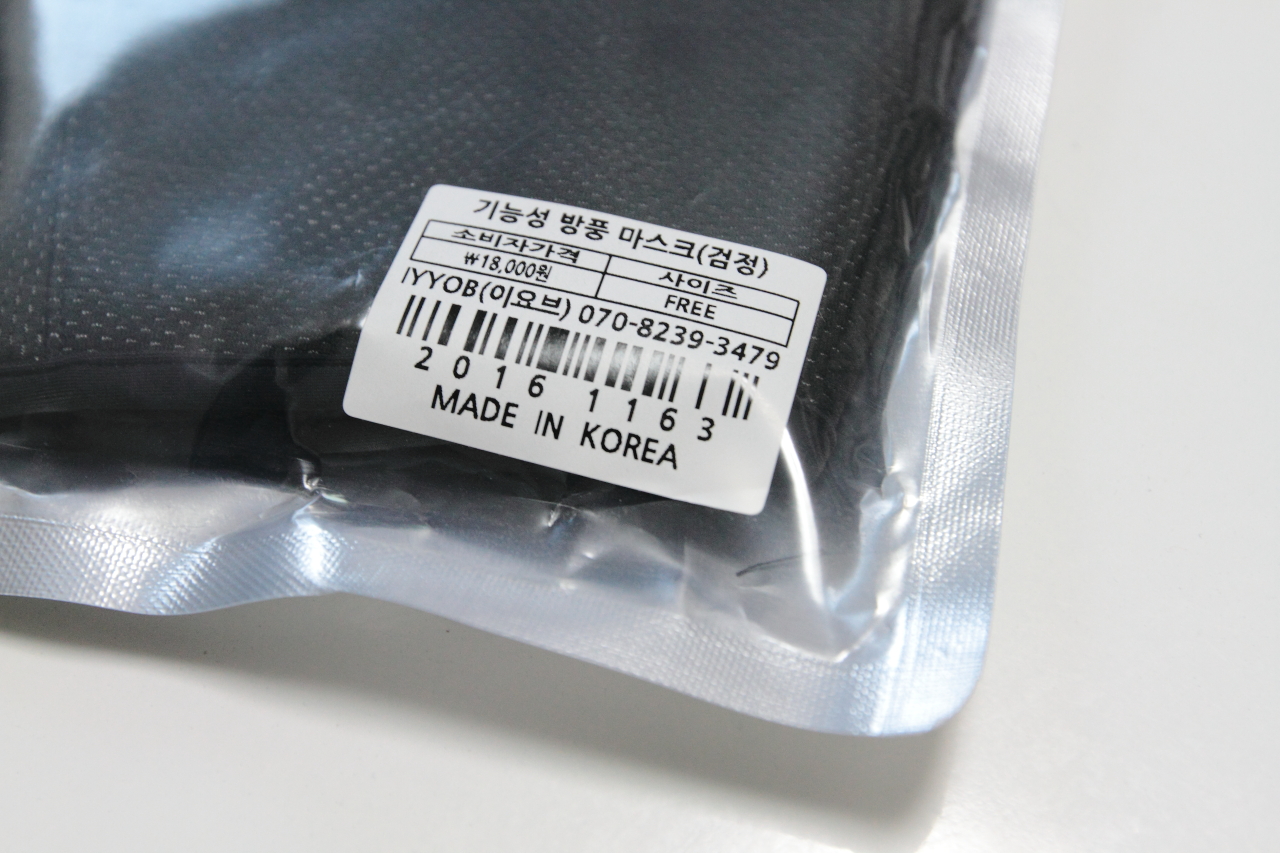 기능성 방풍 마스크(검정)
소비자가격 사이즈
₩18,000원 FREE
IYYOB(이요브) 070-8239-3479
2016 1163
MADE IN KOREA